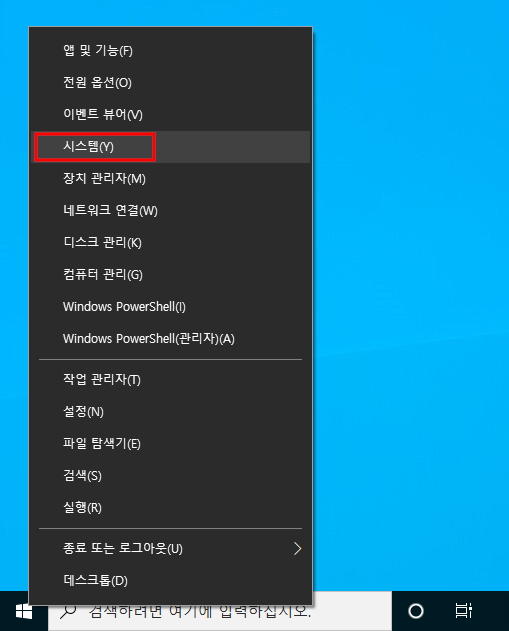 앱 및 기능(F)
전원 옵션(O)
이벤트 뷰어(V)
시스템(Y)
장치 관리자(M)
네트워크 연결(W)
디스크 관리(K)
컴퓨터 관리(G)
Windows PowerShell(I)
Windows PowerShell(관리자)(A)
작업 관리자(T)
설정(N)
파일 탐색기(E)
검색(S)
실행(R)
종료 또는 로그아웃(U)
데스크톱(D)
검색하려면 여기에 입력하십시오.